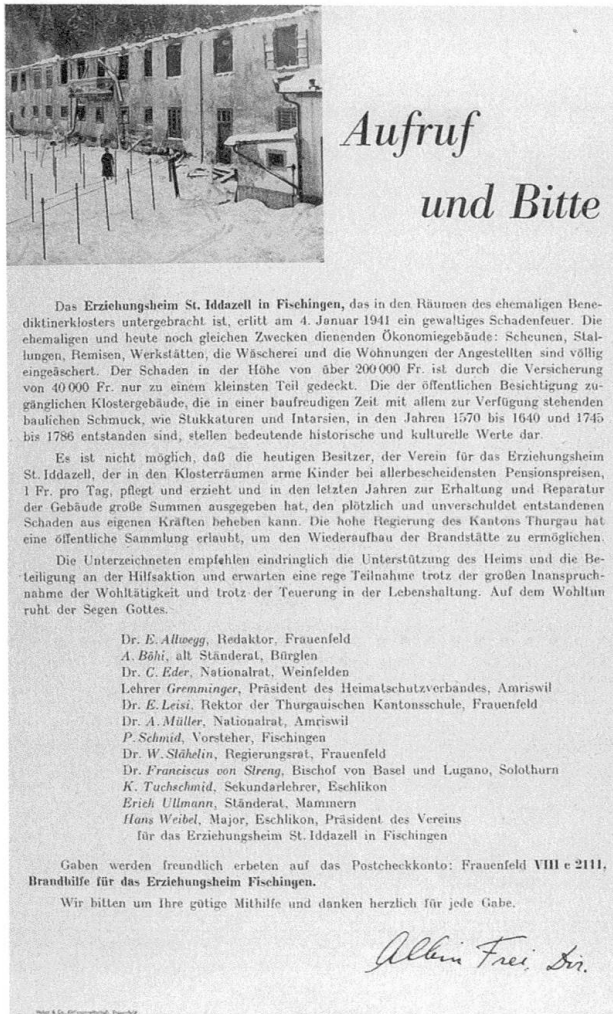 Aufruf
und Bitte
Das Erziehungsheim St. Iddazell in Fischingen, das in den Räumen des ehemaligen Bene-
diktinerklosters untergebracht ist, erlitt am 4. Januar 1941 ein gewaltiges Schadenfeuer. Die
ehemaligen und heute noch gleichen Zwecken dienenden Ökonomiegebäude: Scheunen, Stal-
lungen, Remisen, Werkstätten, die Wäscherei und die Wohnungen der Angestellten sind völlig
eingeäschert. Der Schaden in der Höhe von über 200 000 Fr. ist durch die Versicherung
von 40 000 Fr. nur zu einem kleinsten Teil gedeckt. Die der öffentlichen Besichtigung zu-
gänglichen Klostergebäude, die in einer baufreudigen Zeit mit allem zur Verfügung stehenden
baulichen Schmuck, wie Stukkaturen und Intarsien, in den Jahren 1570 bis 1640 und 1745
bis 1786 entstanden sind, stellen bedeutende historische und kulturelle Werte dar.
Es ist nicht möglich, daß die heutigen Besitzer, der Verein für das Erziehungsheim
St. Iddazell, der in den Klosterräumen arme Kinder bei allerbescheidensten Pensionspreisen,
1 Fr. pro Tag, pflegt und erzieht und in den letzten Jahren zur Erhaltung und Reparatur
der Gebäude große Summen ausgegeben hat, den plötzlich und unverschuldet entstandenen
Schaden aus eigenen Kräften beheben kann. Die hohe Regierung des Kantons Thurgau hat
eine öffentliche Sammlung erlaubt, um den Wiederaufbau der Brandstätte zu ermöglichen.
Die Unterzeichneten empfehlen eindringlich die Unterstützung des Heims und die Be-
teiligung an der Hilfsaktion und erwarten eine rege Teilnahme trotz der großen Inanspruch-
nahme der Wohltätigkeit und trotz der Teuerung in der Lebenshaltung. Auf dem Wohltun
ruht der Segen Gottes.
Dr. E. Allwegg, Redaktor, Frauenfeld
A. Böhi, alt Ständerat, Bürglen
Dr. C. Eder, Nationalrat, Weinfelden
Lehrer Gremminger, Präsident des Heimatschutzverbandes, Amriswil
Dr. E. Leisi, Rektor der Thurgauischen Kantonsschule, Frauenfeld
Dr. A. Müller, Nationalrat, Amriswil
P. Schmid, Vorsteher, Fischingen
Dr. W. Stähelin, Regierungsrat, Frauenfeld
Dr. Franciscus von Streng, Bischof von Basel und Lugano, Solothurn
K. Tuchschmid, Sekundarlehrer, Eschlikon
Erich Ullmann, Ständerat, Mammern
Hans Weibel, Major, Eschlikon, Präsident des Vereins
für das Erziehungsheim St. Iddazell in Fischingen
Gaben werden freundlich erbeten auf das Postcheckkonto: Frauenfeld VIII c 2111,
Brandhilfe für das Erziehungsheim Fischingen.
Wir bitten um Ihre gütige Mithilfe und danken herzlich für jede Gabe.
Albin Frei, Dir.